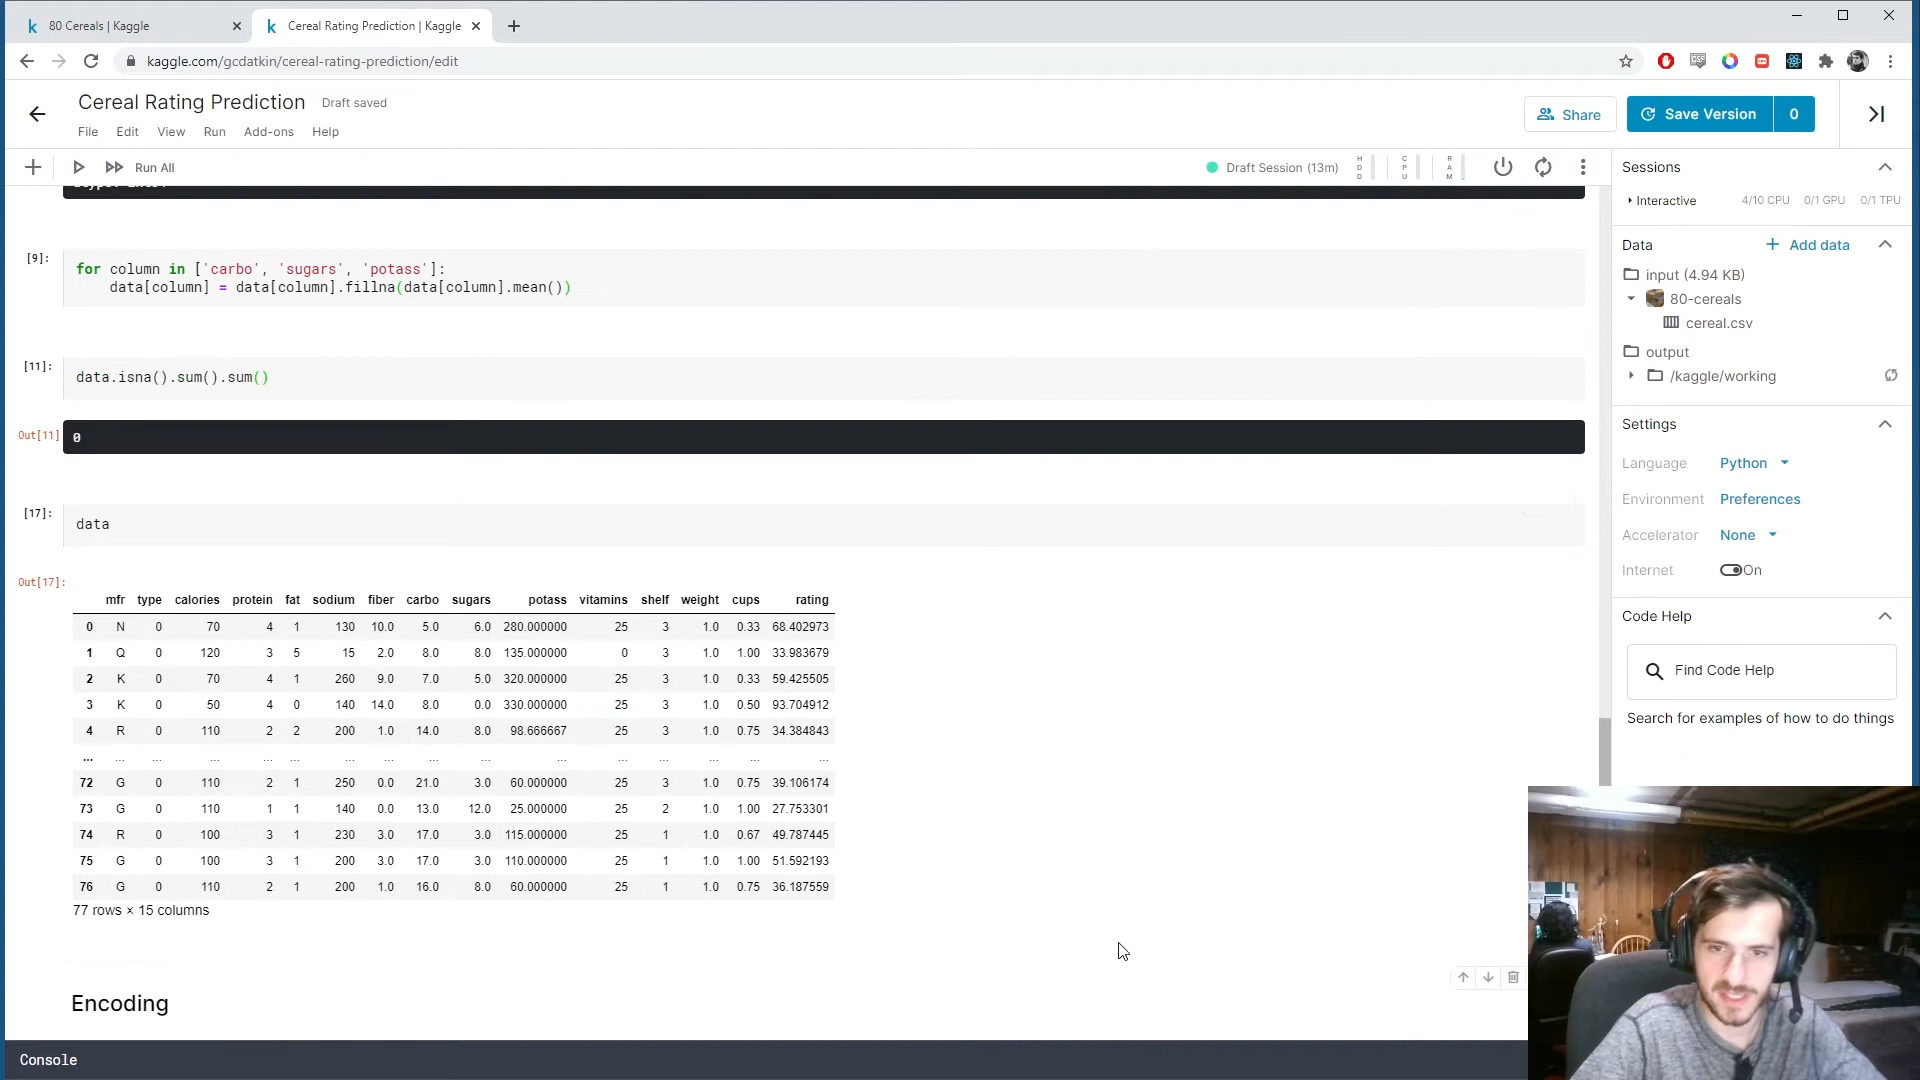 80 Cereals | Kaggle
Cereal Rating Prediction | Kaggle
kaggle.com/gcdatkin/cereal-rating-prediction/edit
Cereal Rating Prediction Draft saved
File Edit View Run Add-ons Help
Share
Save Version 0
Run All
Draft Session (13m)
HDD
CPU
RAM
[9]:
for column in ['carbo', 'sugars', 'potass']:
data[column] = data[column].fillna(data[column].mean())
[11]:
data.isna().sum().sum()
Out[11]
0
[17]:
data
Out[17]:
mfr type calories protein fat sodium fiber carbo sugars potass vitamins shelf weight cups rating
0 N 0 70 4 1 130 10.0 5.0 6.0 280.000000 25 3 1.0 0.33 68.402973
1 Q 0 120 3 5 15 2.0 8.0 8.0 135.000000 0 3 1.0 1.00 33.983679
2 K 0 70 4 1 260 9.0 7.0 5.0 320.000000 25 3 1.0 0.33 59.425505
3 K 0 50 4 0 140 14.0 8.0 0.0 330.000000 25 3 1.0 0.50 93.704912
4 R 0 110 2 2 200 1.0 14.0 8.0 98.666667 25 3 1.0 0.75 34.384843
... ... ... ... ... ... ... ... ... ... ... ... ... ... ... ...
72 G 0 110 2 1 250 0.0 21.0 3.0 60.000000 25 3 1.0 0.75 39.106174
73 G 0 110 1 1 140 0.0 13.0 12.0 25.000000 25 2 1.0 1.00 27.753301
74 R 0 100 3 1 230 3.0 17.0 3.0 115.000000 25 1 1.0 0.67 49.787445
75 G 0 100 3 1 200 3.0 17.0 3.0 110.000000 25 1 1.0 1.00 51.592193
76 G 0 110 2 1 200 1.0 16.0 8.0 60.000000 25 1 1.0 0.75 36.187559
77 rows × 15 columns
Encoding
Console
Sessions
Interactive 4/10 CPU 0/1 GPU 0/1 TPU
Data + Add data
input (4.94 KB)
80-cereals
cereal.csv
output
/kaggle/working
Settings
Language Python
Environment Preferences
Accelerator None
Internet On
Code Help
Find Code Help
Search for examples of how to do things